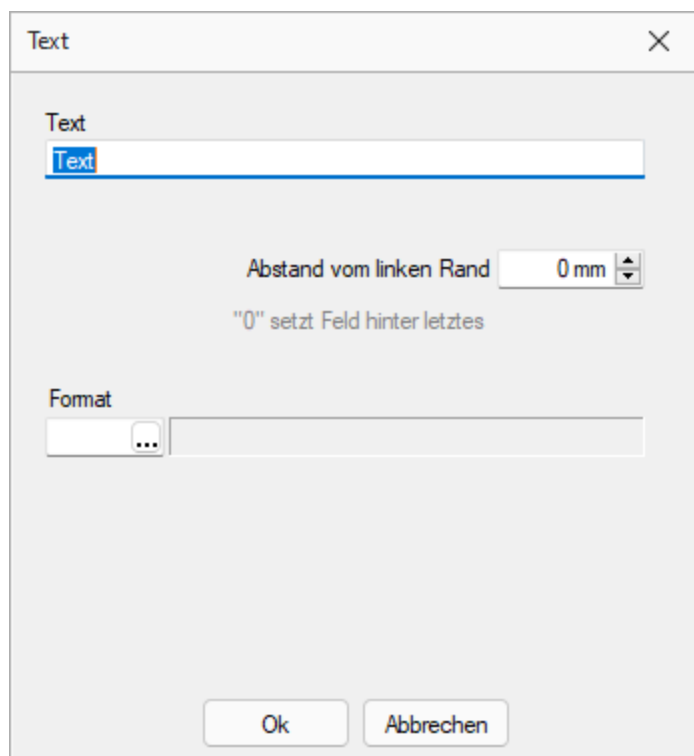 Text
Text
Text
Abstand vom linken Rand 0 mm
"0" setzt Feld hinter letztes
Format
...
Ok Abbrechen